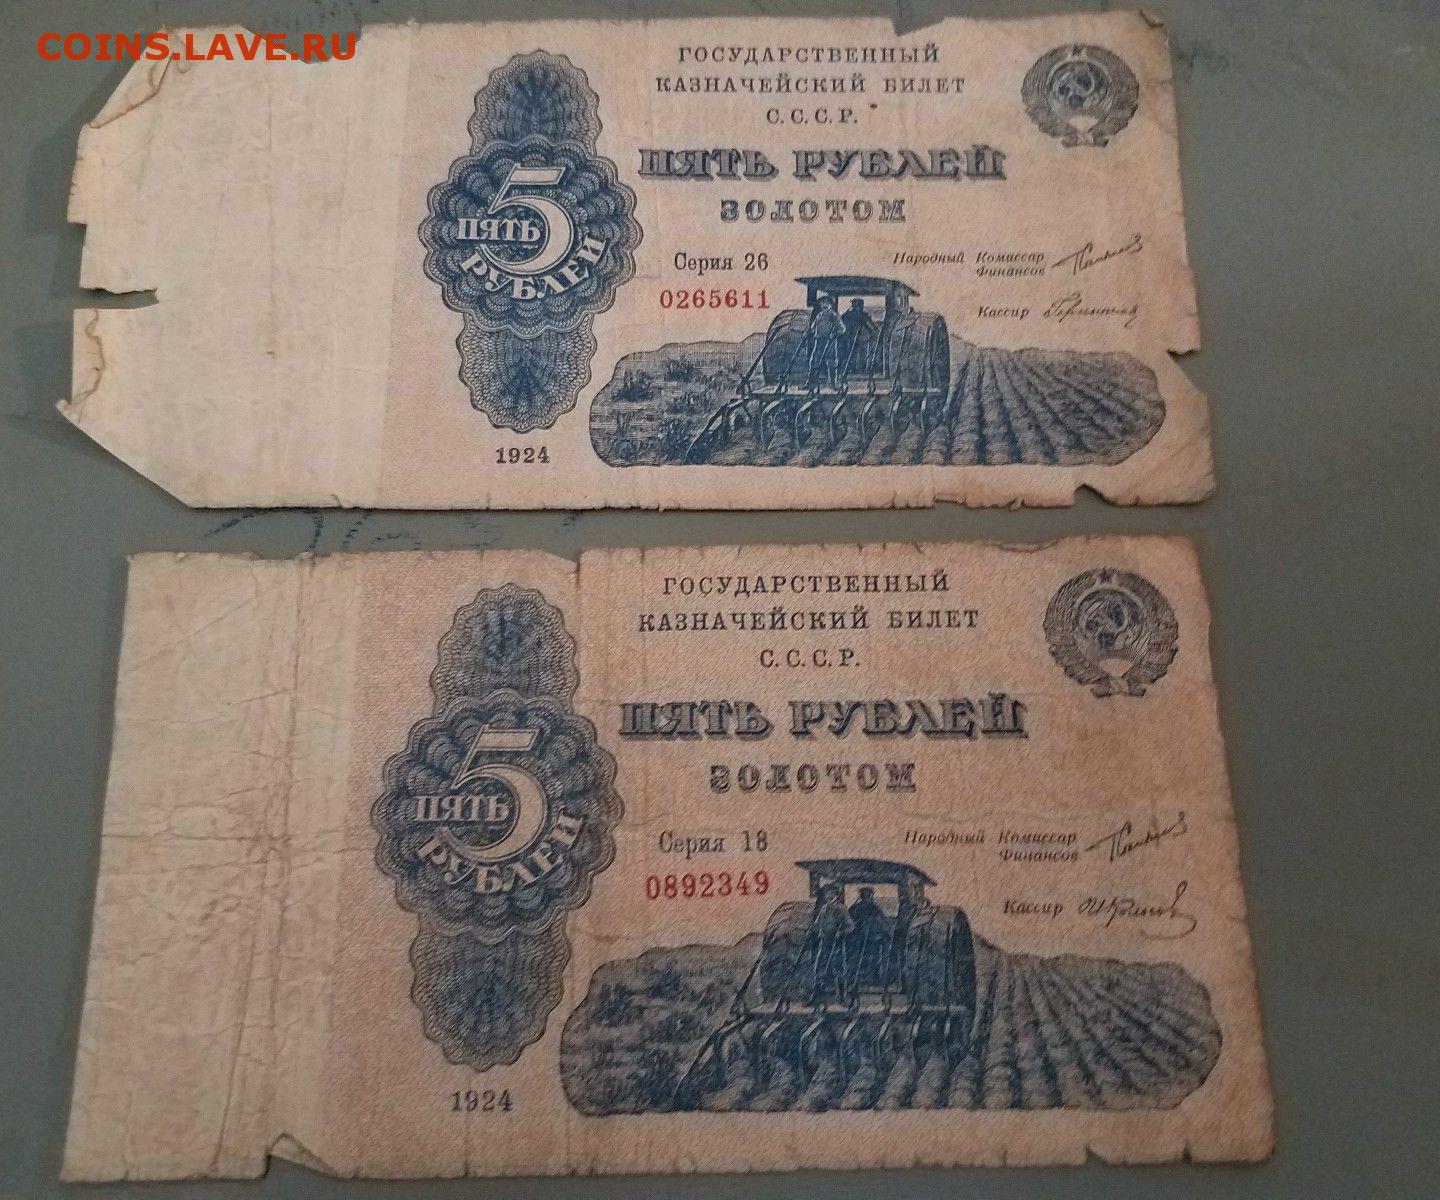 COINS.LAVE.RU
ГОСУДАРСТВЕННЫЙ
КАЗНАЧЕЙСКИЙ БИЛЕТ
С.С.С.Р.
ПЯТЬ РУБЛЕЙ
ЗОЛОТОМ
5
ПЯТЬ
РУБЛЕЙ
Серия 26
0265611
Народный Комиссар
Финансов
Кассир
1924
ГОСУДАРСТВЕННЫЙ
КАЗНАЧЕЙСКИЙ БИЛЕТ
С.С.С.Р.
ПЯТЬ РУБЛЕЙ
ЗОЛОТОМ
5
ПЯТЬ
РУБЛЕЙ
Серия 18
0892349
Народный Комиссар
Финансов
Кассир
1924